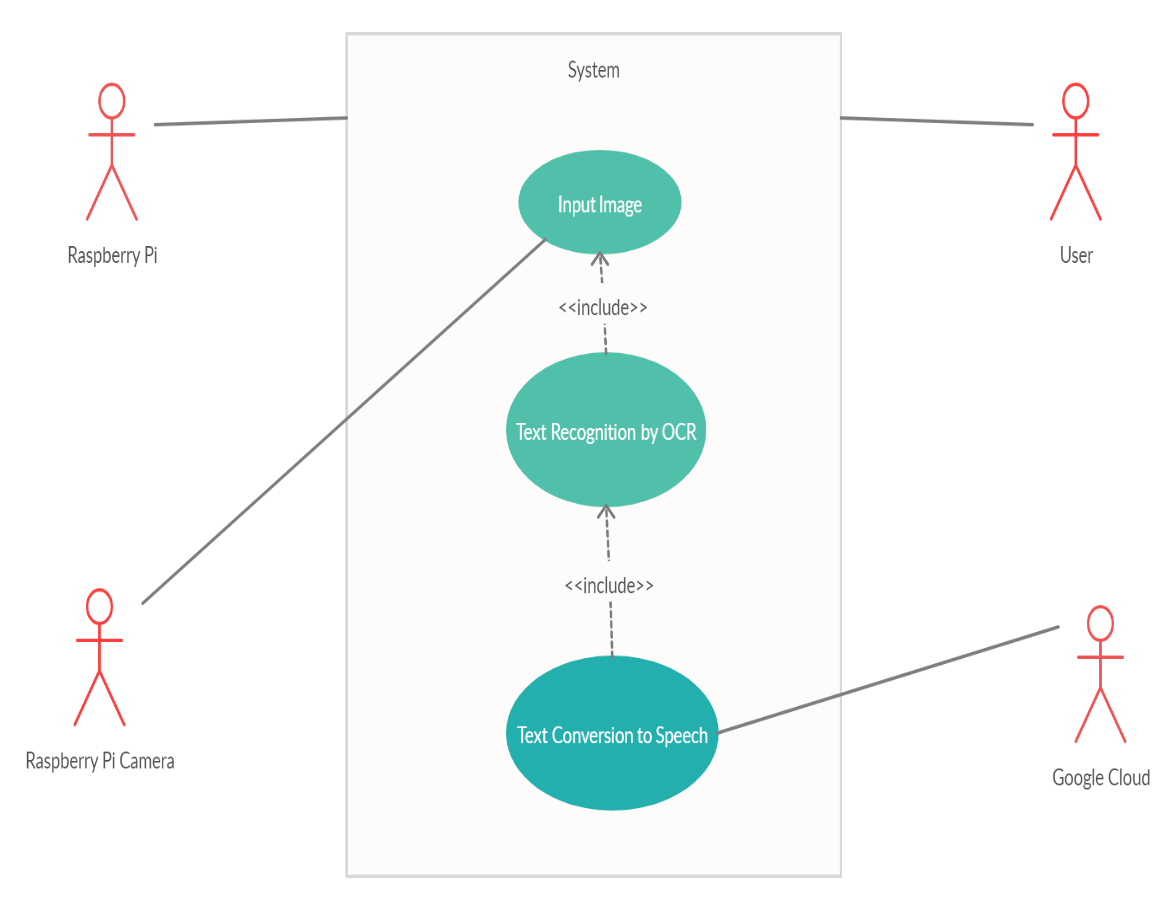 System
Input Image
Raspberry Pi
User
<<include>>
Text Recognition by OCR
<<include>>
Text Conversion to Speech
Raspberry Pi Camera
Google Cloud